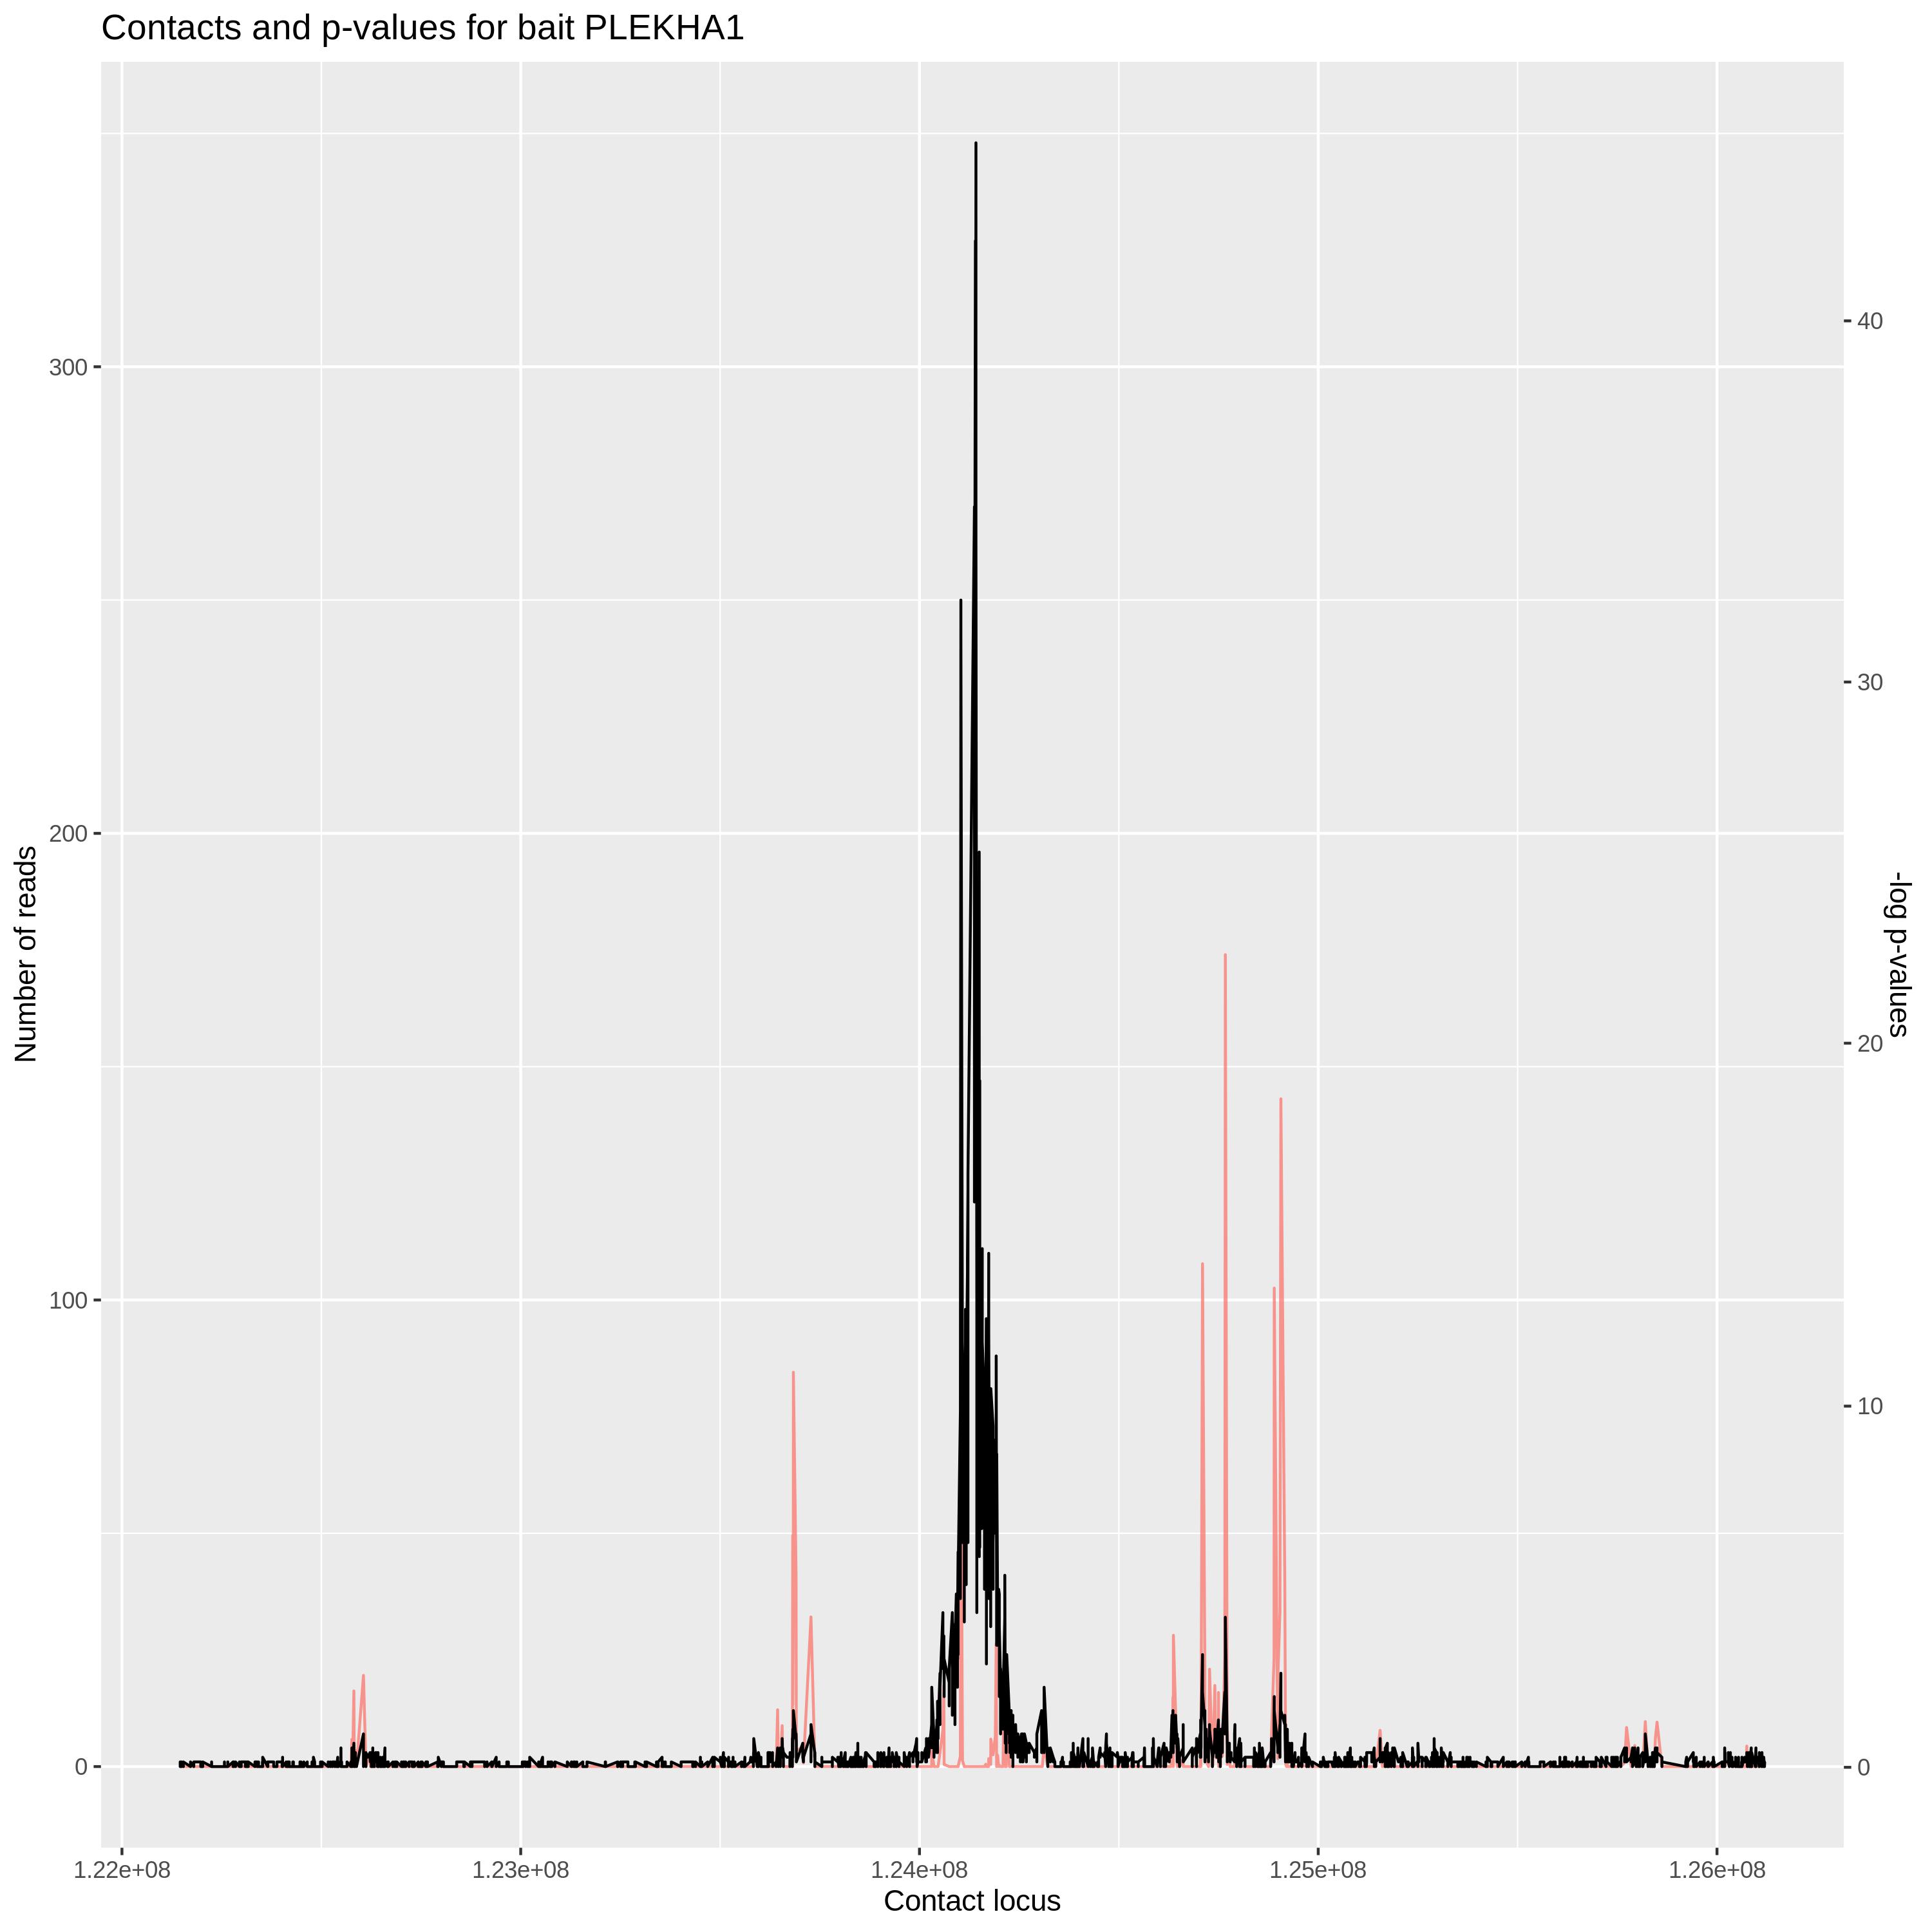 Contacts and p-values for bait PLEKHA1
Number of reads
300
200
100
0
40
30
20
10
0
-log p-values
1.22e+08 1.23e+08 1.24e+08 1.25e+08 1.26e+08
Contact locus